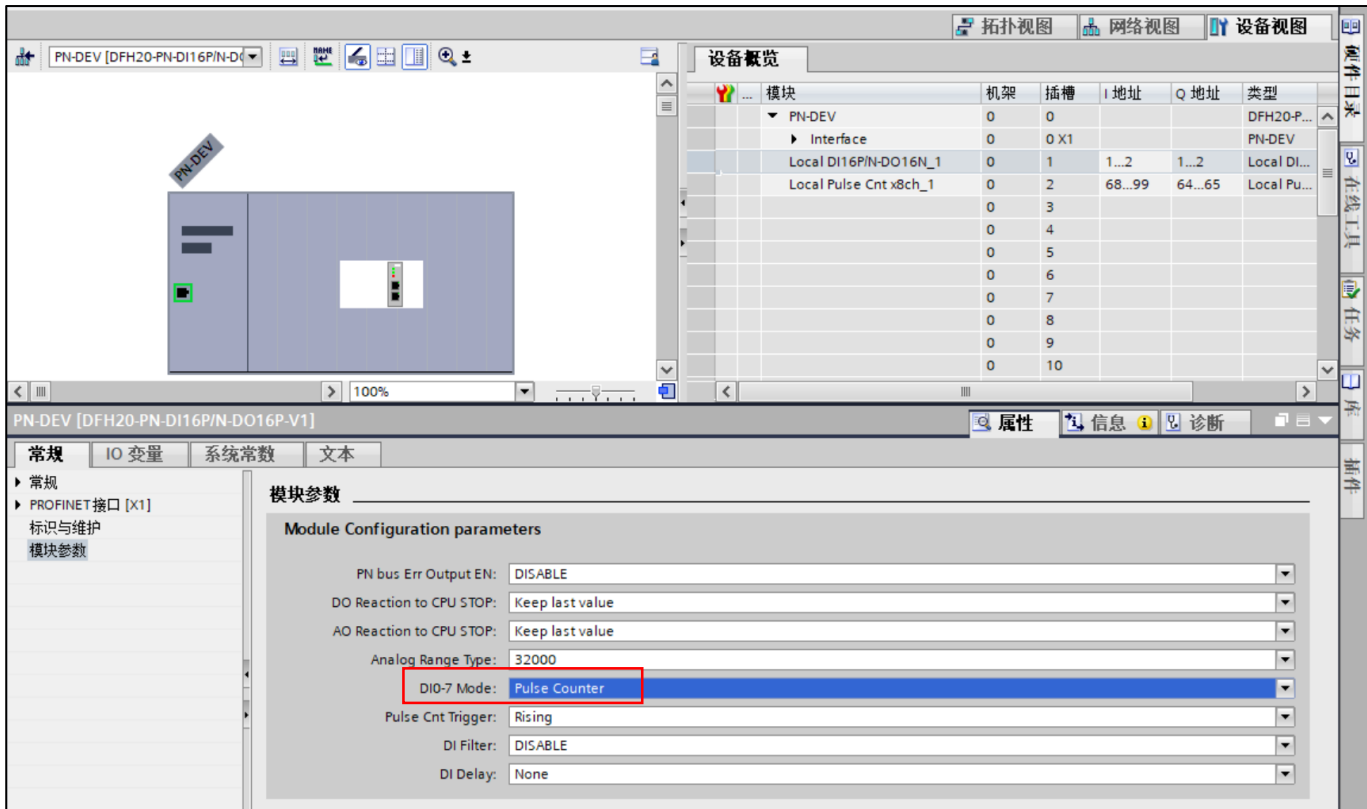 拓扑视图 网络视图 设备视图
PN-DEV [DFH20-PN-DI16P/N-D
设备概览
... 模块 机架 插槽 I 地址 Q 地址 类型
PN-DEV 0 0 DFH20-P...
Interface 0 0 X1 PN-DEV
Local DI16P/N-DO16N_1 0 1 1...2 1...2 Local DI...
Local Pulse Cnt x8ch_1 0 2 68...99 64...65 Local Pu...
0 3
0 4
0 5
0 6
0 7
0 8
0 9
0 10
PN-DEV
100%
硬件目录
在线工具
任务
库
插件
PN-DEV [DFH20-PN-DI16P/N-DO16P-V1]
属性 信息 诊断
常规 IO 变量 系统常数 文本
常规
PROFINET接口 [X1]
标识与维护
模块参数
模块参数
Module Configuration parameters
PN bus Err Output EN: DISABLE
DO Reaction to CPU STOP: Keep last value
AO Reaction to CPU STOP: Keep last value
Analog Range Type: 32000
DI0-7 Mode: Pulse Counter
Pulse Cnt Trigger: Rising
DI Filter: DISABLE
DI Delay: None